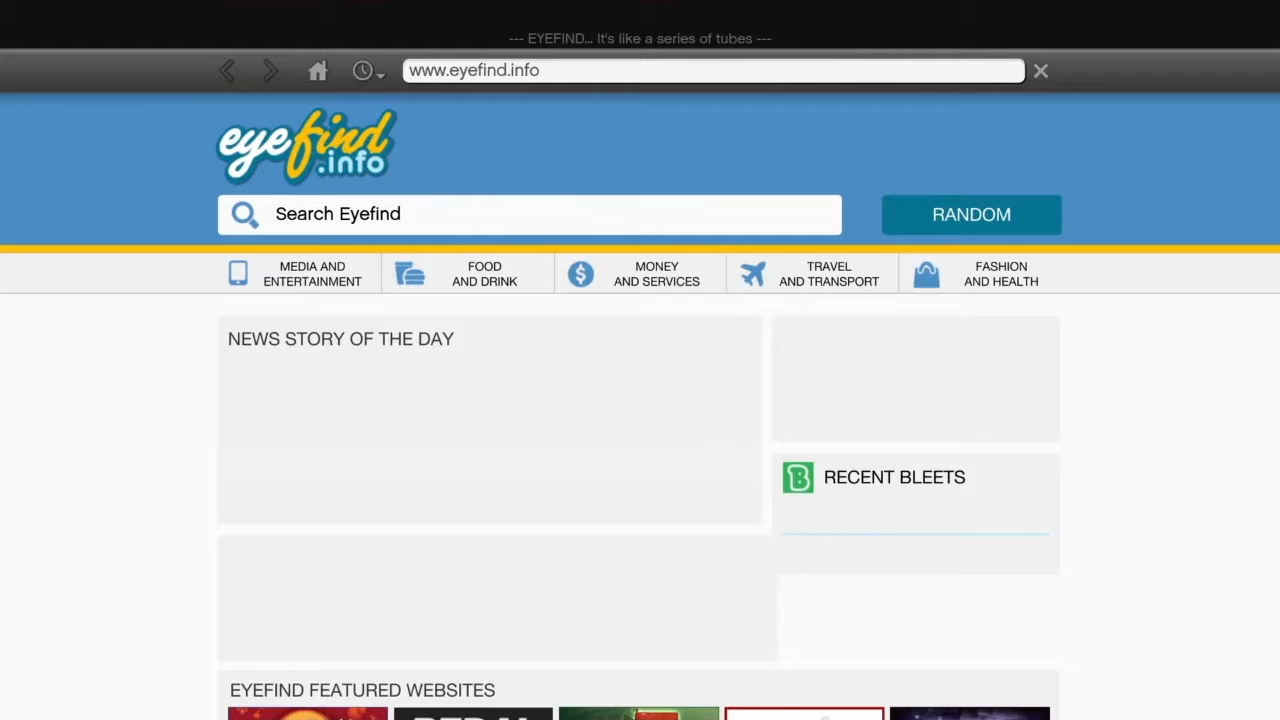 --- EYEFIND... It's like a series of tubes ---
www.eyefind.info
eyefind
.info
Search Eyefind
RANDOM
MEDIA AND
ENTERTAINMENT
FOOD
AND DRINK
MONEY
AND SERVICES
TRAVEL
AND TRANSPORT
FASHION
AND HEALTH
NEWS STORY OF THE DAY
B RECENT BLEETS
EYEFIND FEATURED WEBSITES